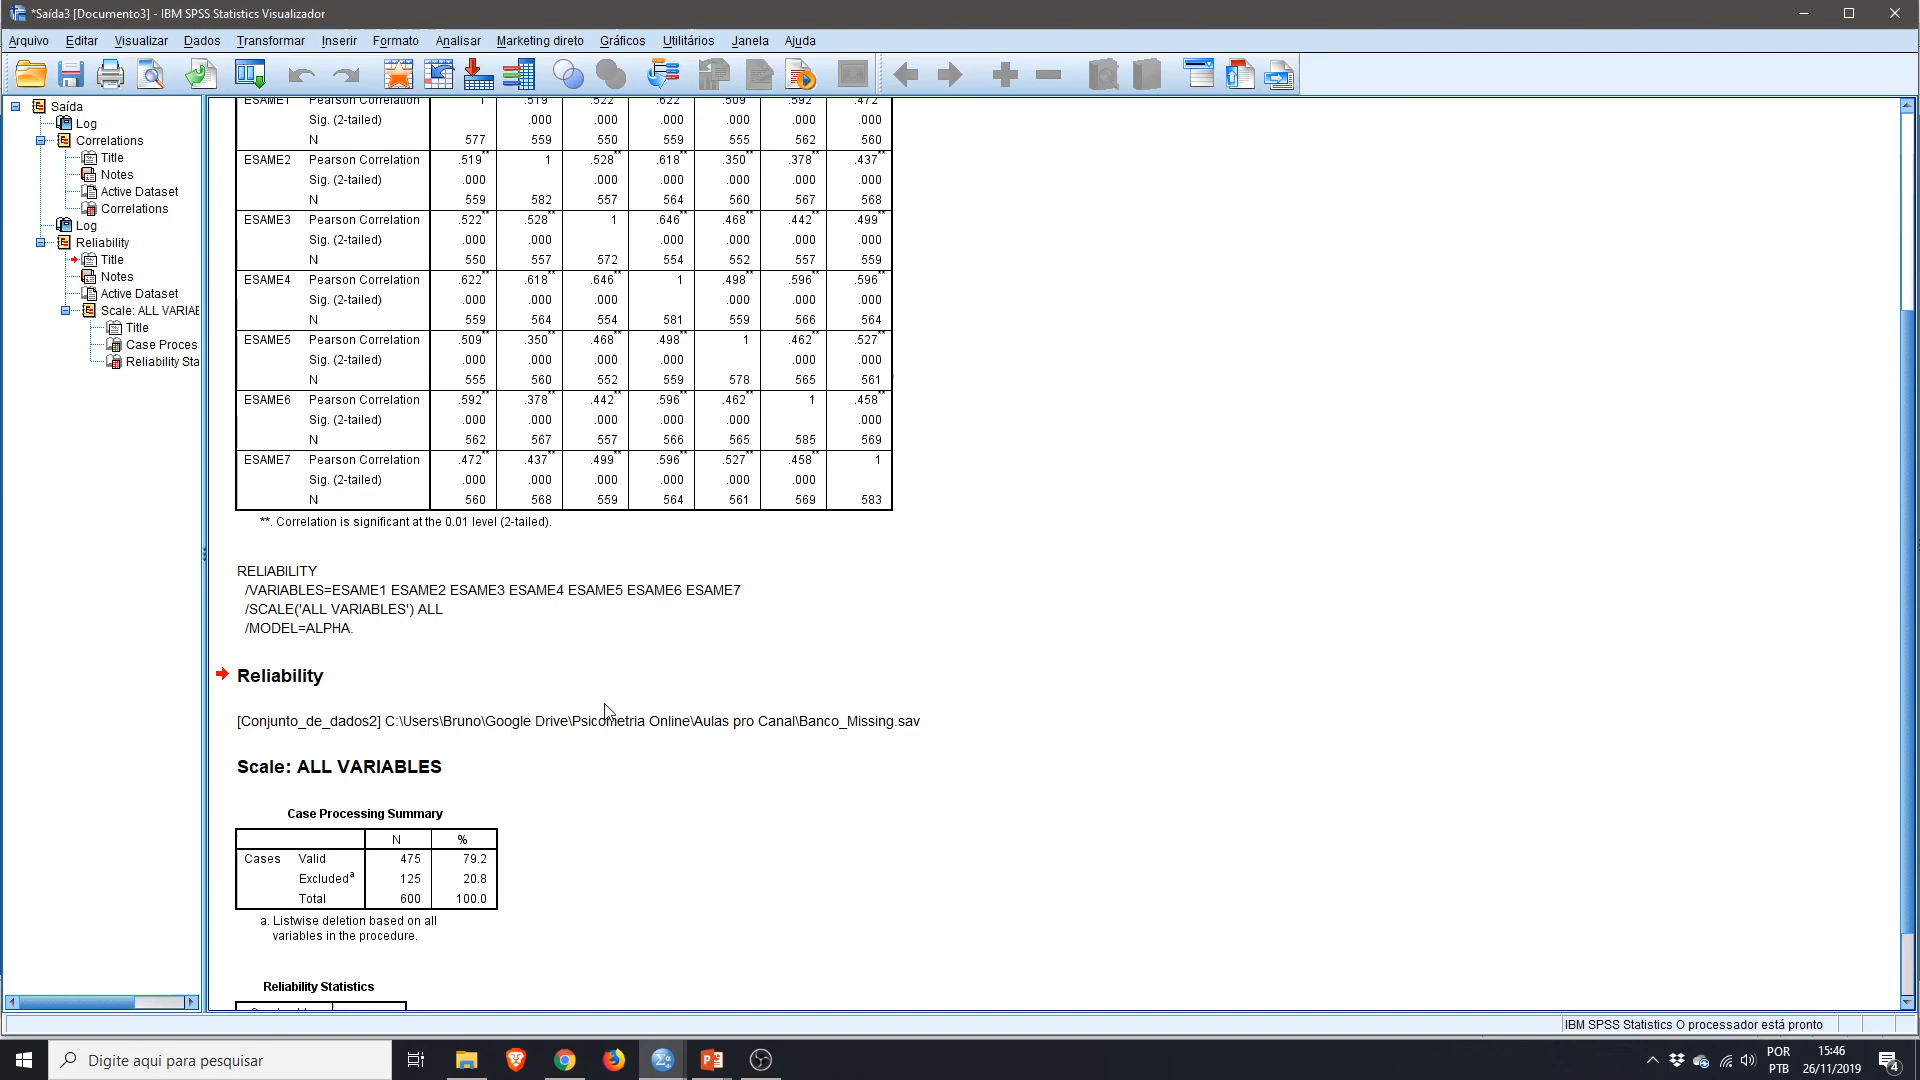 *Saída3 [Documento3] - IBM SPSS Statistics Visualizador
Arquivo Editar Visualizar Dados Transformar Inserir Formato Analisar Marketing direto Gráficos Utilitários Janela Ajuda
Saída
Log
Correlations
Title
Notes
Active Dataset
Correlations
Log
Reliability
Title
Notes
Active Dataset
Scale: ALL VARIAE
Title
Case Proces
Reliability Sta
ESAME1 Pearson Correlation 1 .519 .522 .622 .509 .592 .472
Sig. (2-tailed) .000 .000 .000 .000 .000 .000
N 577 559 550 559 555 562 560
ESAME2 Pearson Correlation .519** 1 .528** .618** .350** .378** .437**
Sig. (2-tailed) .000 .000 .000 .000 .000 .000
N 559 582 557 564 560 567 568
ESAME3 Pearson Correlation .522** .528** 1 .646** .468** .442** .499**
Sig. (2-tailed) .000 .000 .000 .000 .000 .000
N 550 557 572 554 552 557 559
ESAME4 Pearson Correlation .622** .618** .646** 1 .498** .596** .596**
Sig. (2-tailed) .000 .000 .000 .000 .000 .000
N 559 564 554 581 559 566 564
ESAME5 Pearson Correlation .509** .350** .468** .498** 1 .462** .527**
Sig. (2-tailed) .000 .000 .000 .000 .000 .000
N 555 560 552 559 578 565 561
ESAME6 Pearson Correlation .592** .378** .442** .596** .462** 1 .458**
Sig. (2-tailed) .000 .000 .000 .000 .000 .000
N 562 567 557 566 565 585 569
ESAME7 Pearson Correlation .472** .437** .499** .596** .527** .458** 1
Sig. (2-tailed) .000 .000 .000 .000 .000 .000
N 560 568 559 564 561 569 583
**. Correlation is significant at the 0.01 level (2-tailed).
RELIABILITY
/VARIABLES=ESAME1 ESAME2 ESAME3 ESAME4 ESAME5 ESAME6 ESAME7
/SCALE('ALL VARIABLES') ALL
/MODEL=ALPHA.
Reliability
[Conjunto_de_dados2] C:\Users\Bruno\Google Drive\Psicometria Online\Aulas pro Canal\Banco_Missing.sav
Scale: ALL VARIABLES
Case Processing Summary
N %
Cases Valid 475 79.2
Excluded a 125 20.8
Total 600 100.0
a. Listwise deletion based on all
variables in the procedure.
Reliability Statistics
IBM SPSS Statistics O processador está pronto
Digite aqui para pesquisar
POR
PTB
15:46
26/11/2019
4